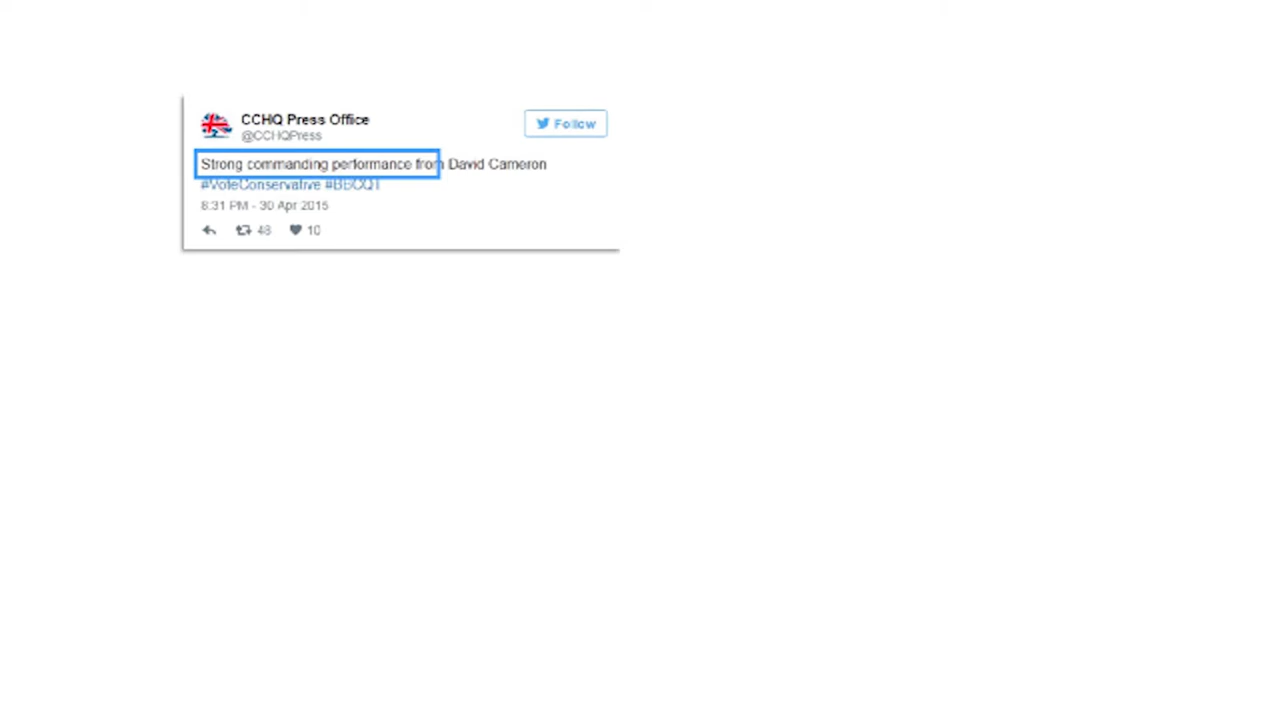 CCHQ Press Office
@CCHQPress
Follow
Strong commanding performance from David Cameron
#VoteConservative #BBCQT
8:31 PM - 30 Apr 2015
48 10